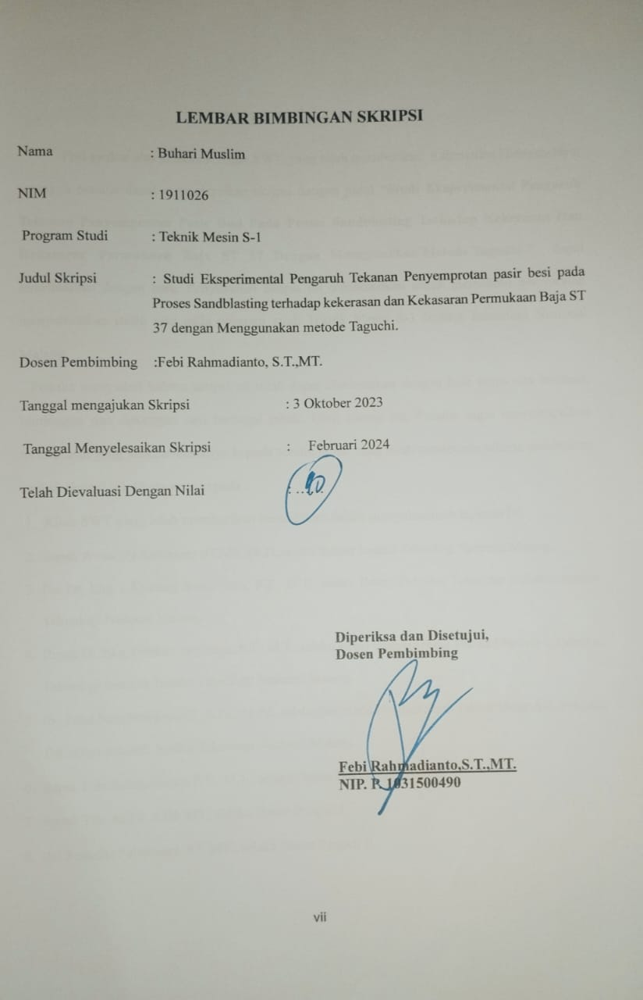 LEMBAR BIMBINGAN SKRIPSI
Nama : Buhari Muslim
NIM : 1911026
Program Studi : Teknik Mesin S-1
Judul Skripsi : Studi Eksperimental Pengaruh Tekanan Penyemprotan pasir besi pada
Proses Sandblasting terhadap kekerasan dan Kekasaran Permukaan Baja ST
37 dengan Menggunakan metode Taguchi.
Dosen Pembimbing :Febi Rahmadianto, S.T.,MT.
Tanggal mengajukan Skripsi : 3 Oktober 2023
Tanggal Menyelesaikan Skripsi : Februari 2024
Telah Dievaluasi Dengan Nilai :
Diperiksa dan Disetujui,
Dosen Pembimbing
Febi Rahmadianto,S.T.,MT.
NIP. P. 1031500490
vii